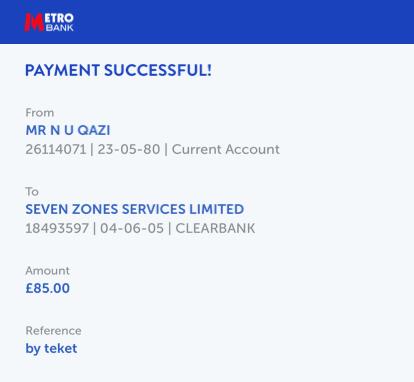 METRO
BANK
PAYMENT SUCCESSFUL!
From
MR N U QAZI
26114071 | 23-05-80 | Current Account
To
SEVEN ZONES SERVICES LIMITED
18493597 | 04-06-05 | CLEARBANK
Amount
£85.00
Reference
by teket